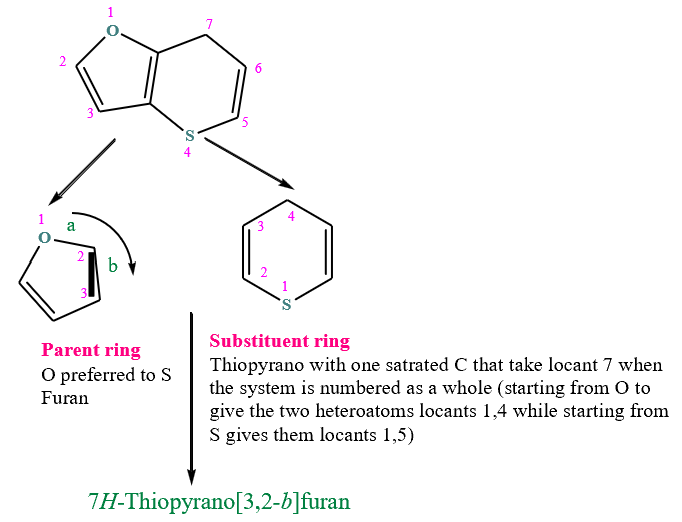 1
O
7
2
6
3
5
S
4
1
a
O
2
b
3
4
3
2
1
S
Parent ring
O preferred to S
Furan
Substituent ring
Thiopyrano with one satrated C that take locant 7 when
the system is numbered as a whole (starting from O to
give the two heteroatoms locants 1,4 while starting from
S gives them locants 1,5)
7H-Thiopyrano[3,2-b]furan